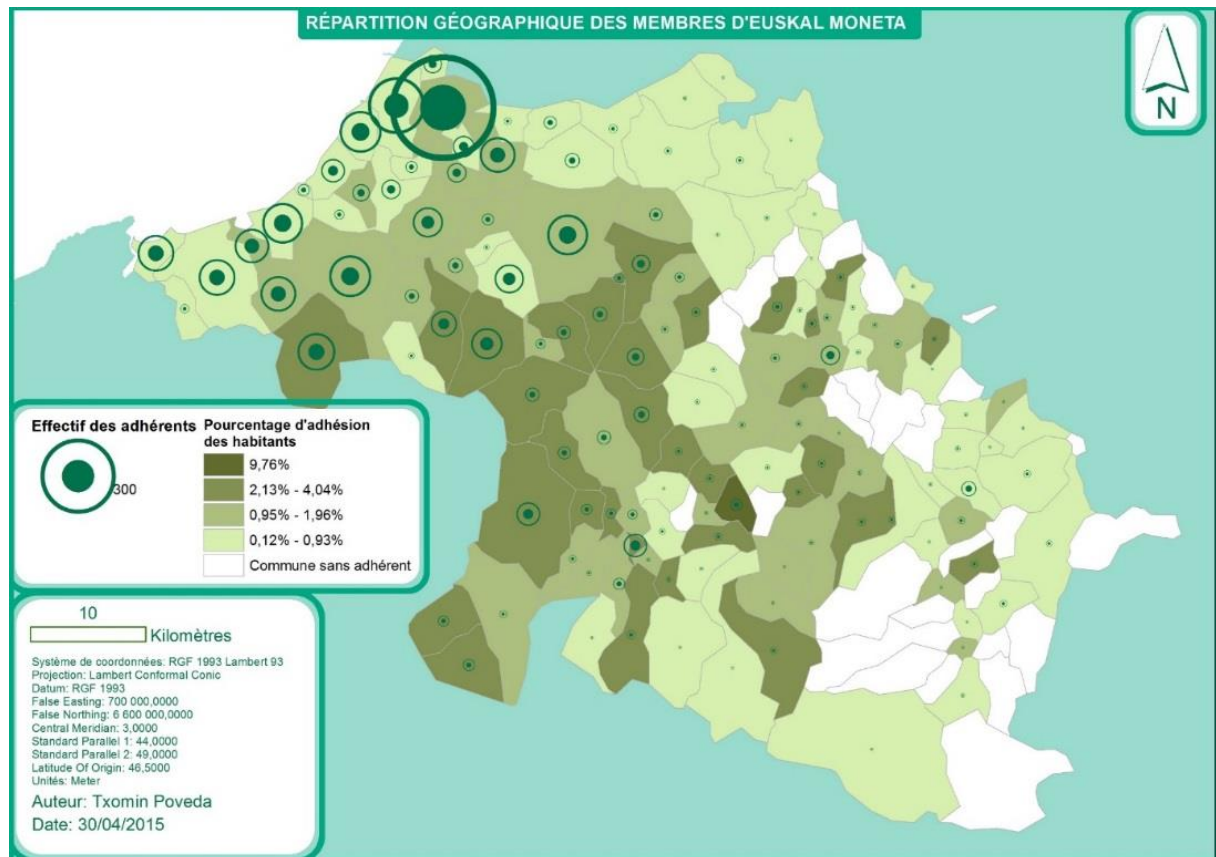 RÉPARTITION GÉOGRAPHIQUE DES MEMBRES D'EUSKAL MONETA
N
Effectif des adhérents
300
Pourcentage d'adhésion
des habitants
9,76%
2,13% - 4,04%
0,95% - 1,96%
0,12% - 0,93%
Commune sans adhérent
10
Kilomètres
Système de coordonnées: RGF 1993 Lambert 93
Projection: Lambert Conformal Conic
Datum: RGF 1993
False Easting: 700 000,0000
False Northing: 6 600 000,0000
Central Meridian: 3,0000
Standard Parallel 1: 44,0000
Standard Parallel 2: 49,0000
Latitude Of Origin: 46,5000
Unités: Meter
Auteur: Txomin Poveda
Date: 30/04/2015